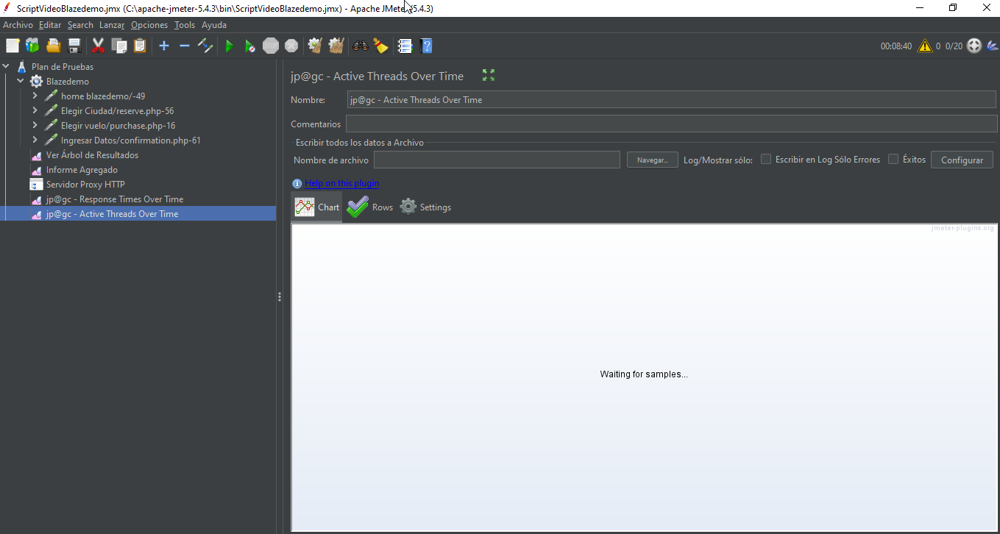 ScriptVideoBlazedemo.jmx (C:\apache-jmeter-5.4.3\bin\ScriptVideoBlazedemo.jmx) - Apache JMeter (5.4.3)
Archivo Editar Search Lanzar Opciones Tools Ayuda
STOP
00:08:40 0 0/20
Plan de Pruebas
Blazedemo
home blazedemo/-49
Elegir Ciudad/reserve.php-56
Elegir vuelo/purchase.php-16
Ingresar Datos/confirmation.php-61
Ver Árbol de Resultados
Informe Agregado
Servidor Proxy HTTP
jp@gc - Response Times Over Time
jp@gc - Active Threads Over Time
jp@gc - Active Threads Over Time
Nombre: jp@gc - Active Threads Over Time
Comentarios
Escribir todos los datos a Archivo
Nombre de archivo Navegar... Log/Mostrar sólo: Escribir en Log Sólo Errores Éxitos Configurar
Help on this plugin
Chart Rows Settings
jmeter-plugins.org
Waiting for samples...